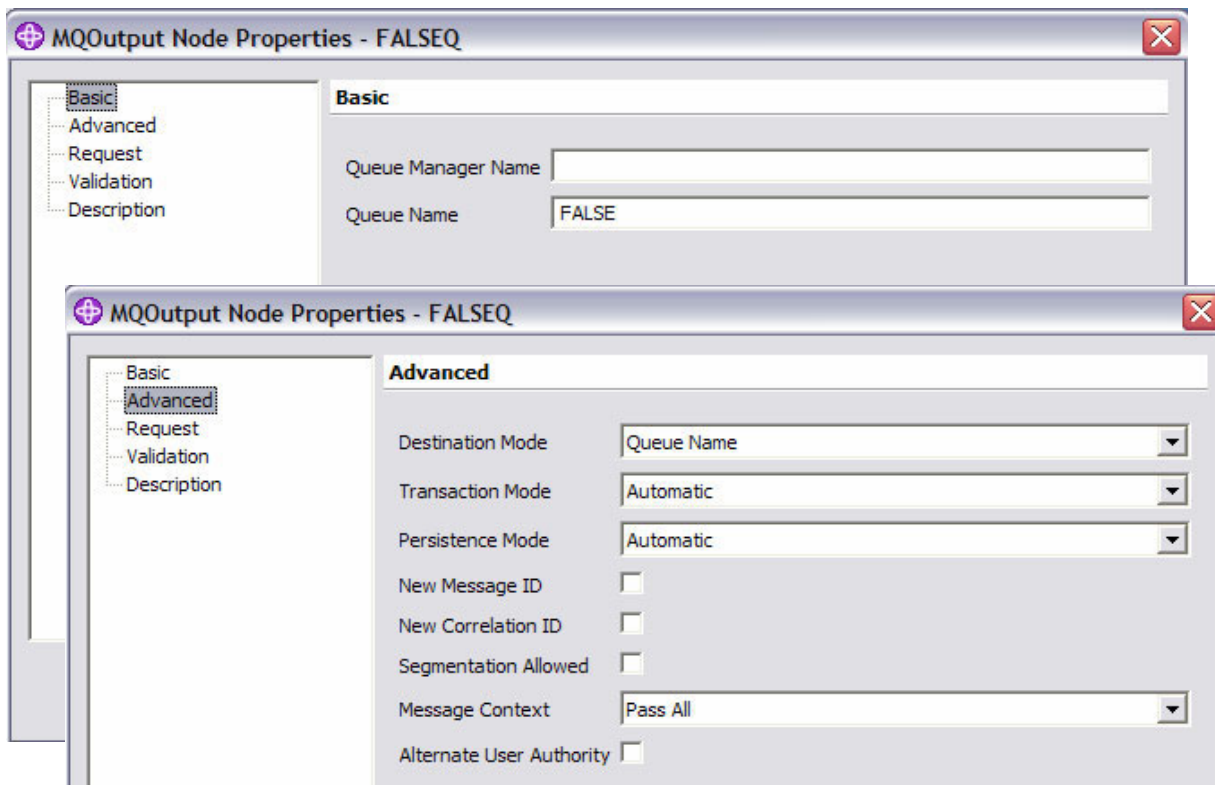 MQOutput Node Properties - FALSEQ
Basic
Advanced
Request
Validation
Description
Basic
Queue Manager Name
Queue Name FALSE
MQOutput Node Properties - FALSEQ
Basic
Advanced
Request
Validation
Description
Advanced
Destination Mode Queue Name
Transaction Mode Automatic
Persistence Mode Automatic
New Message ID
New Correlation ID
Segmentation Allowed
Message Context Pass All
Alternate User Authority